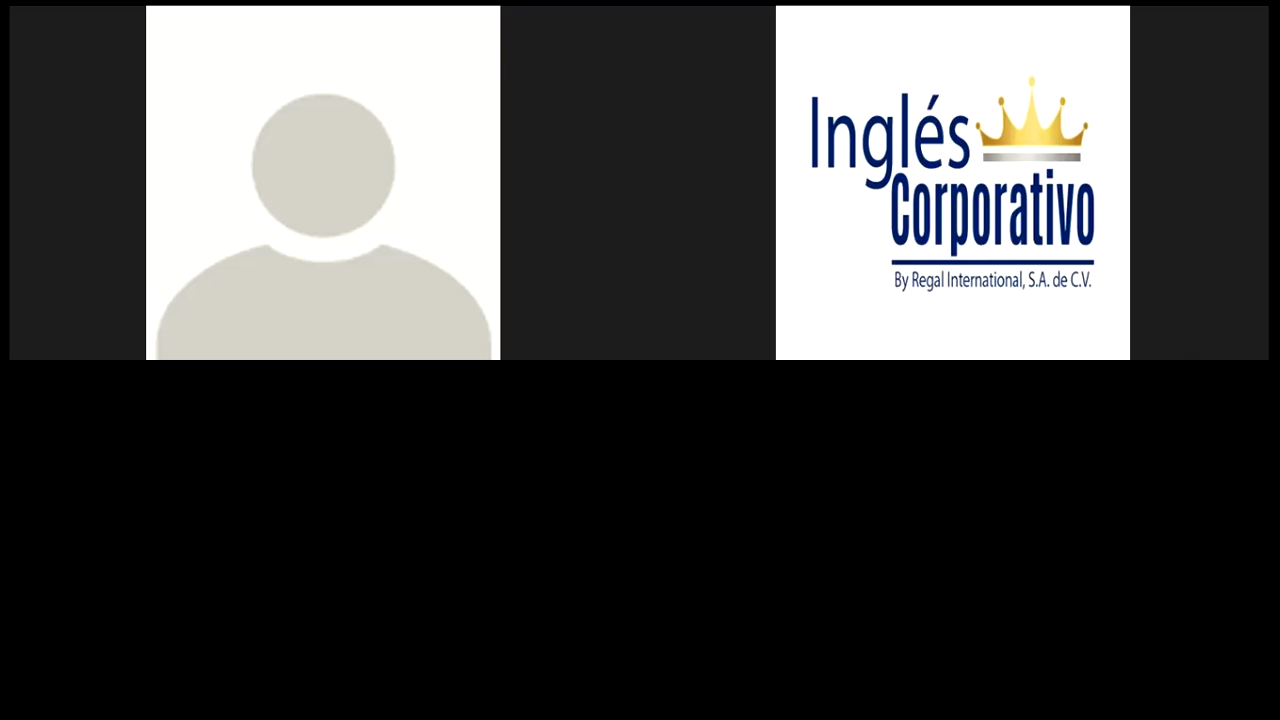 Inglés
Corporativo
By Regal International, S.A. de C.V.